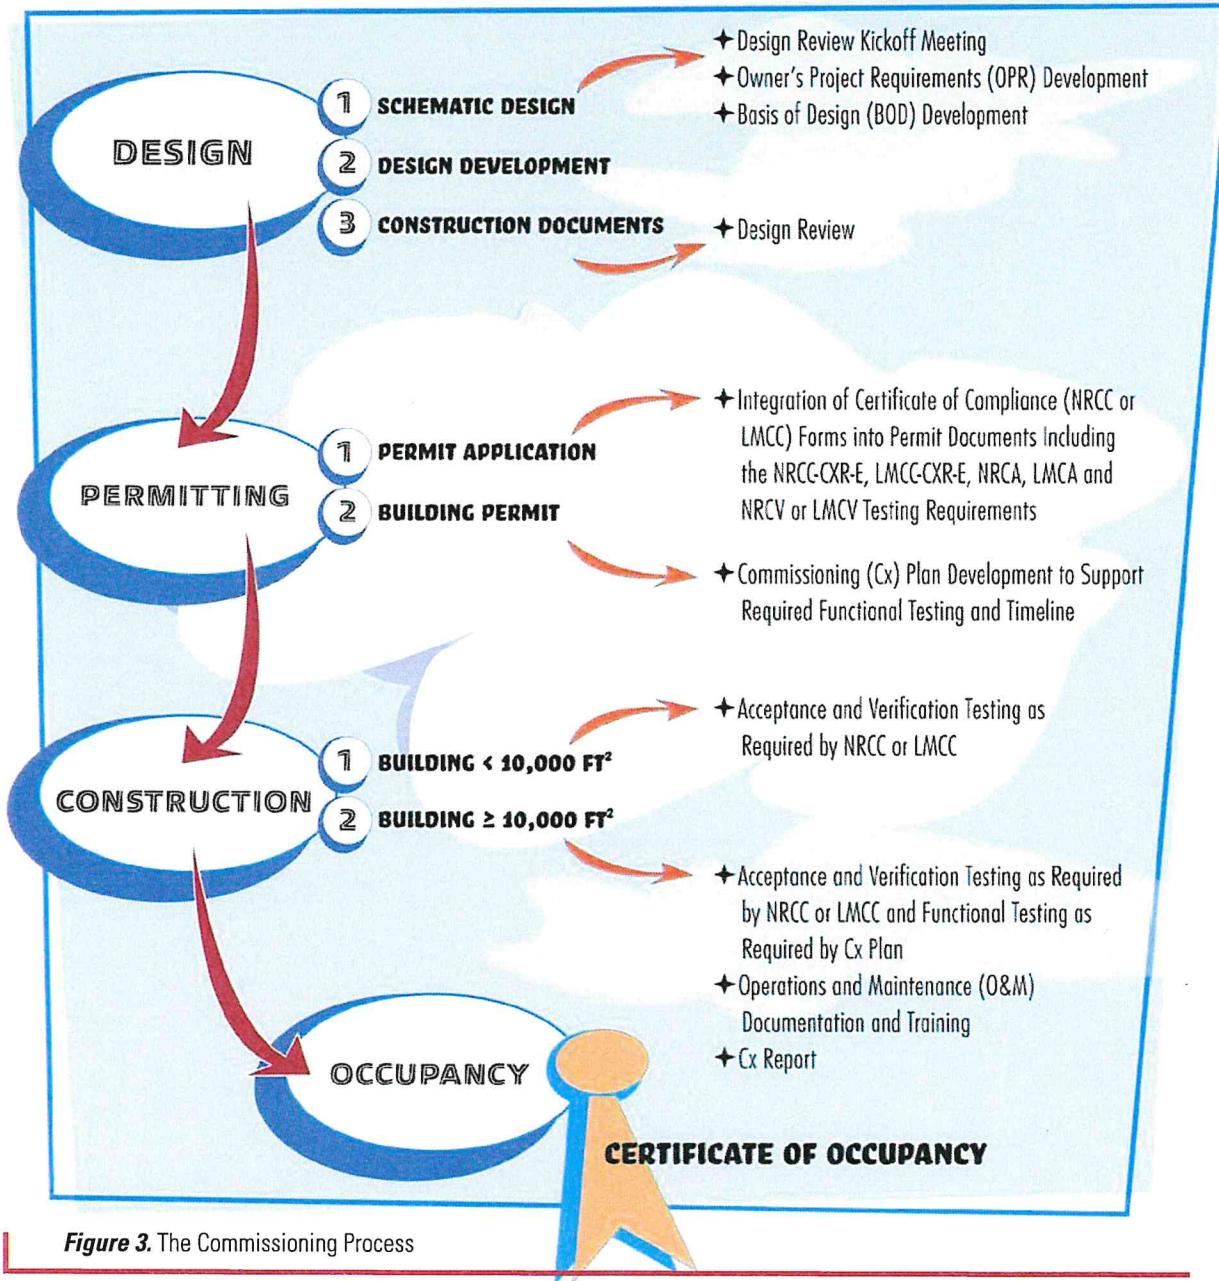 DESIGN
1 SCHEMATIC DESIGN
2 DESIGN DEVELOPMENT
3 CONSTRUCTION DOCUMENTS
✦Design Review Kickoff Meeting
✦Owner's Project Requirements (OPR) Development
✦Basis of Design (BOD) Development
✦Design Review
PERMITTING
1 PERMIT APPLICATION
2 BUILDING PERMIT
✦Integration of Certificate of Compliance (NRCC or
LMCC) Forms into Permit Documents Including
the NRCC-CXR-E, LMCC-CXR-E, NRCA, LMCA and
NRCV or LMCV Testing Requirements
✦Commissioning (Cx) Plan Development to Support
Required Functional Testing and Timeline
CONSTRUCTION
1 BUILDING < 10,000 FT²
2 BUILDING ≥ 10,000 FT²
✦Acceptance and Verification Testing as
Required by NRCC or LMCC
✦Acceptance and Verification Testing as Required
by NRCC or LMCC and Functional Testing as
Required by Cx Plan
✦Operations and Maintenance (O&M)
Documentation and Training
✦Cx Report
OCCUPANCY
CERTIFICATE OF OCCUPANCY
Figure 3. The Commissioning Process